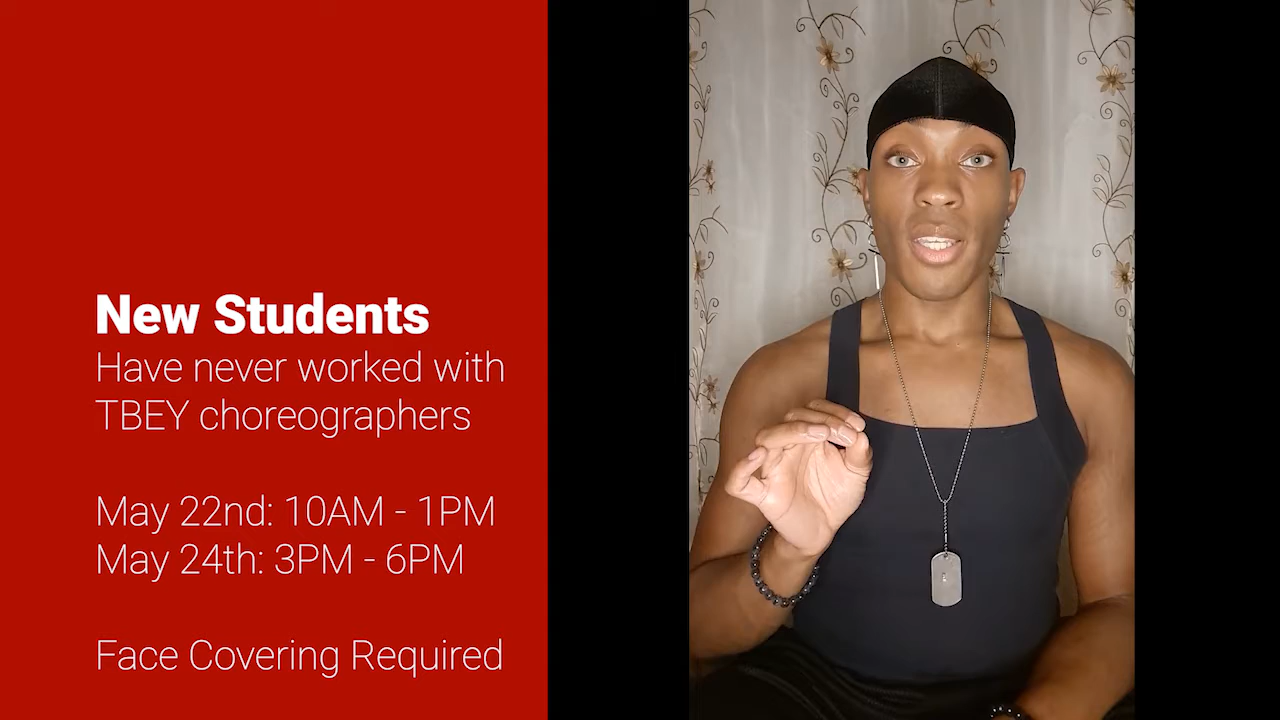 New Students
Have never worked with
TBEY choreographers
May 22nd: 10AM - 1PM
May 24th: 3PM - 6PM
Face Covering Required